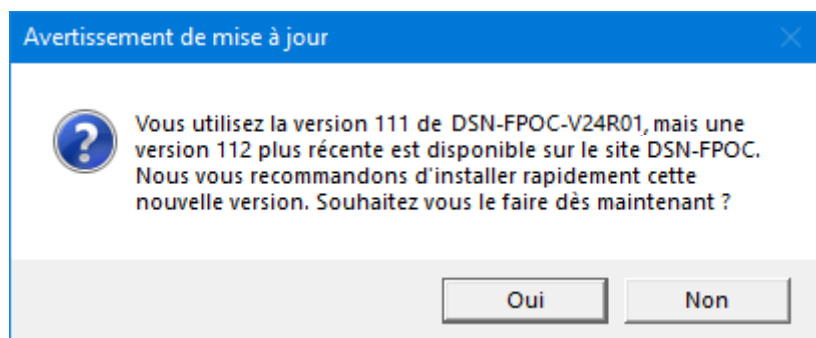 Avertissement de mise à jour
Vous utilisez la version 111 de DSN-FPOC-V24R01, mais une
version 112 plus récente est disponible sur le site DSN-FPOC.
Nous vous recommandons d'installer rapidement cette
nouvelle version. Souhaitez vous le faire dès maintenant ?
Oui Non